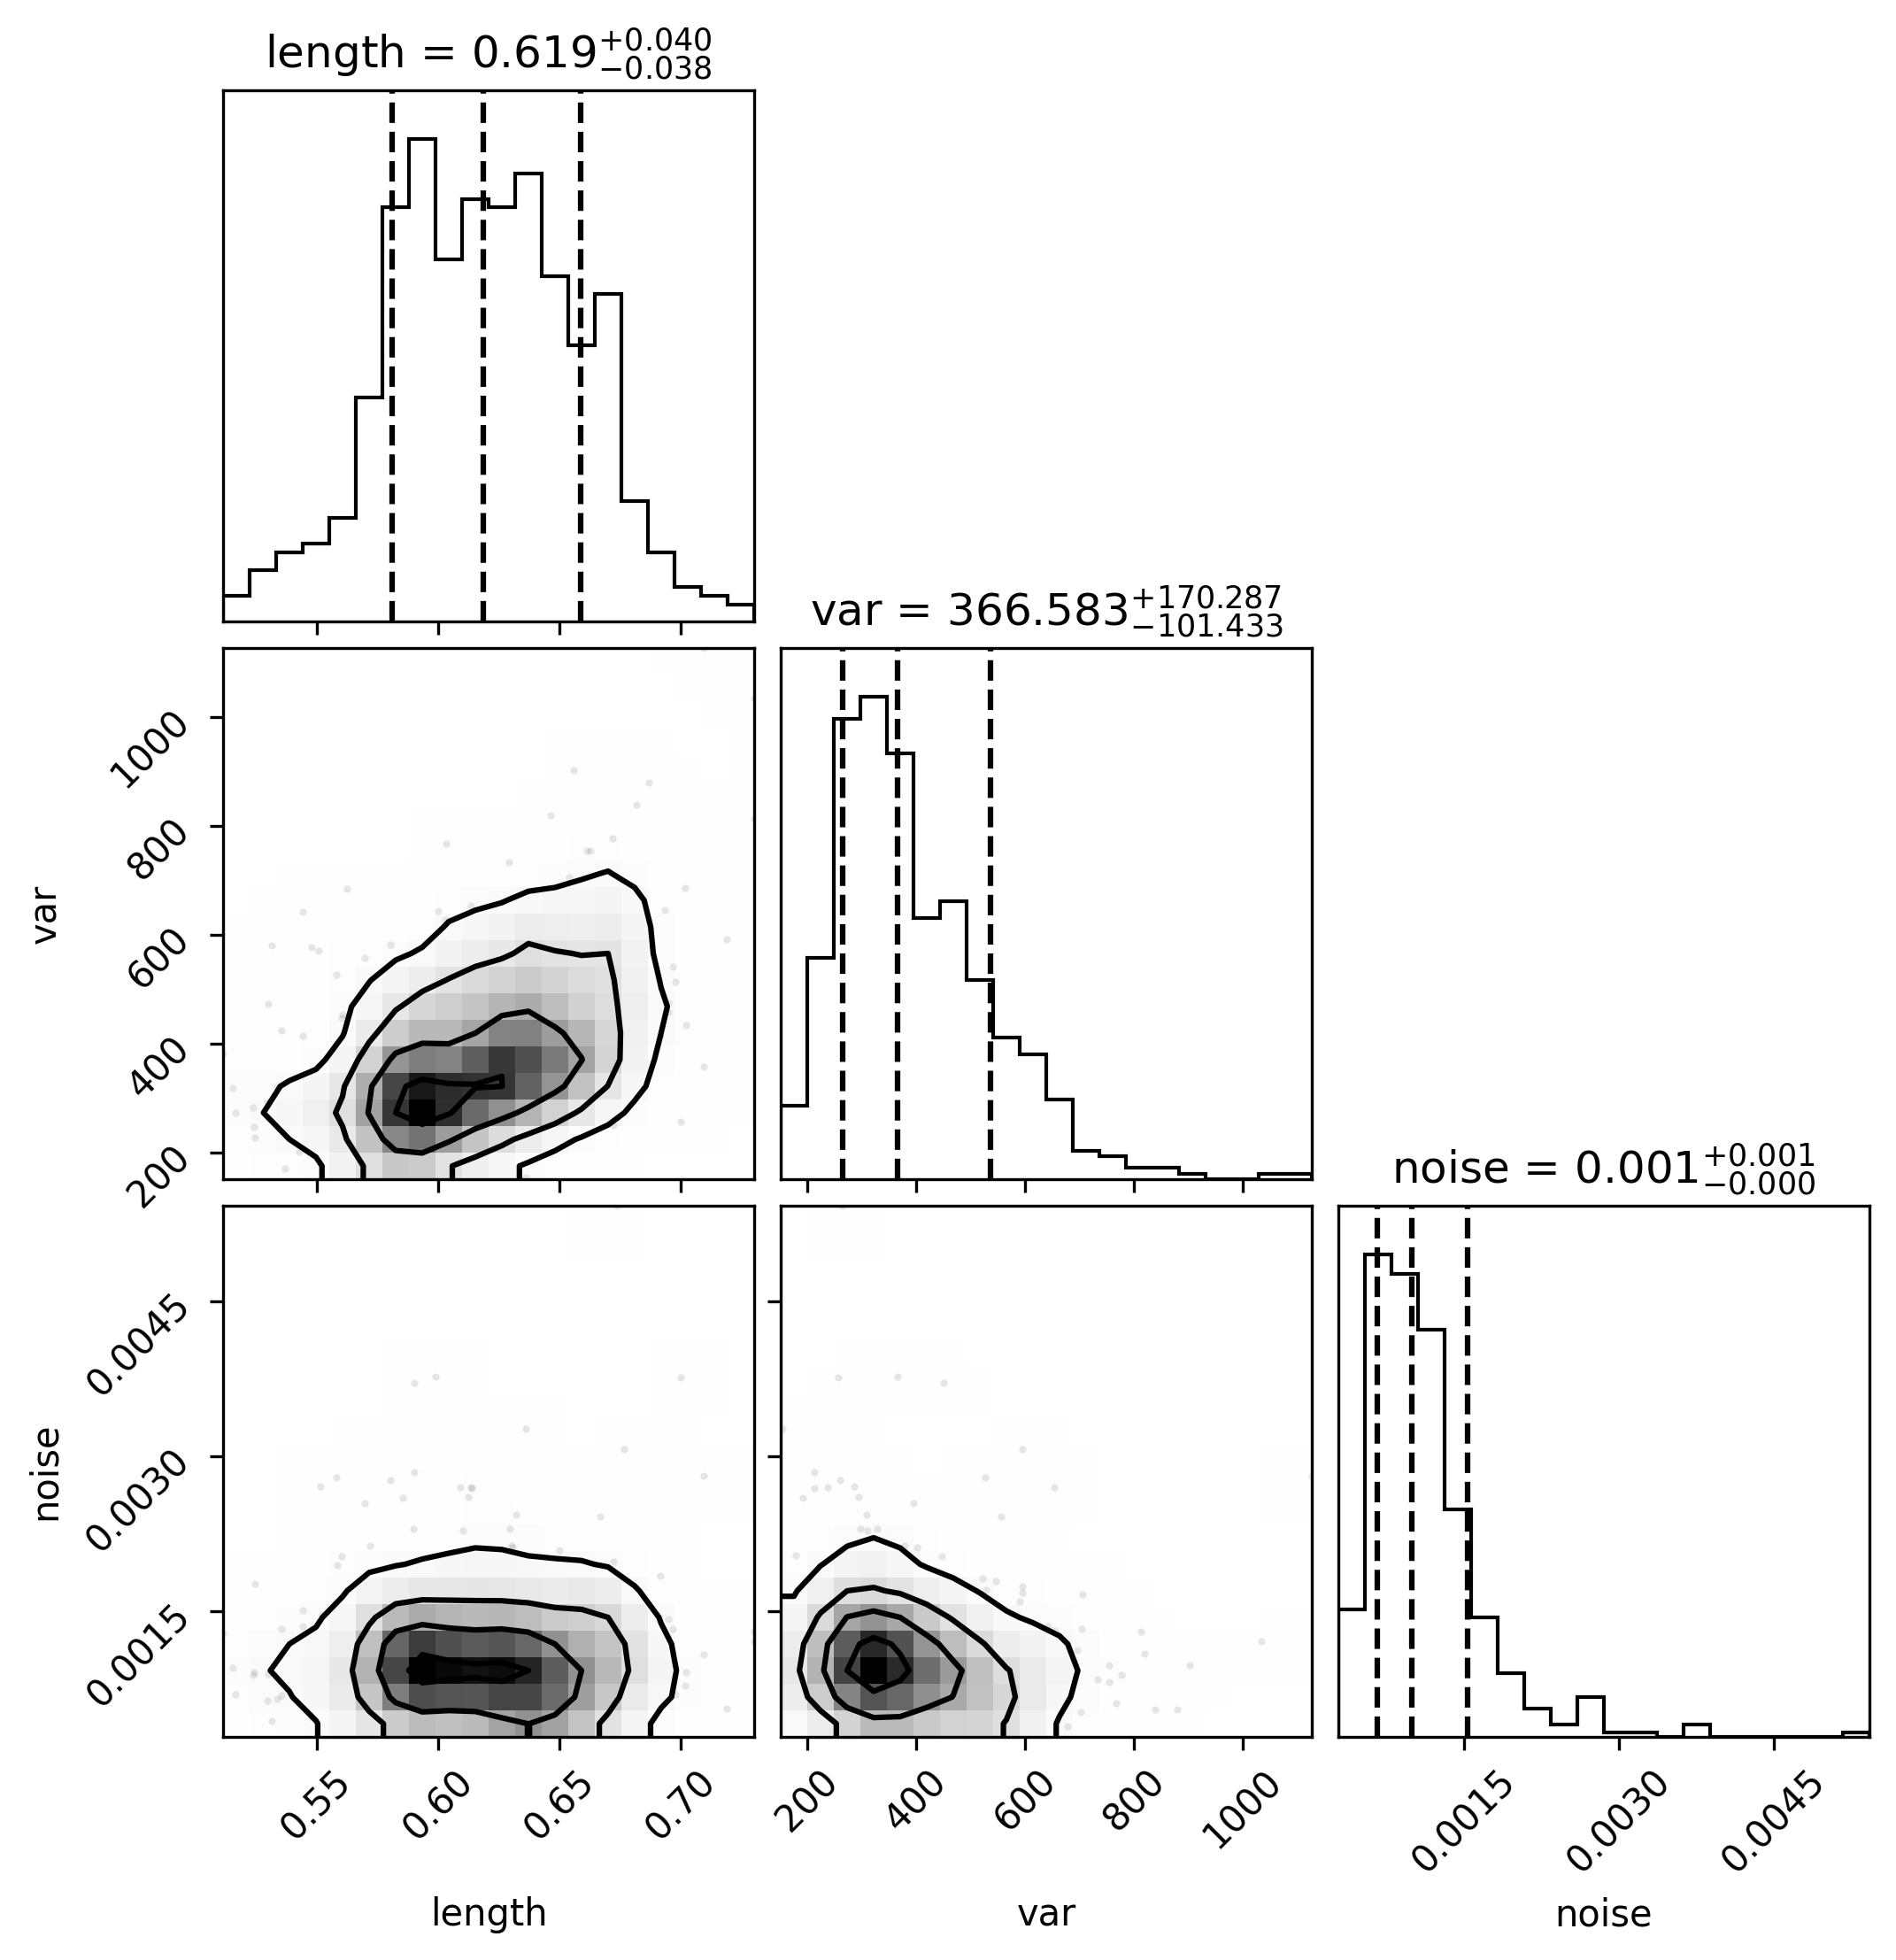 length = 0.619 +0.040 −0.038
var = 366.583 +170.287 −101.433
1000
800
600
400
200
var
noise = 0.001 +0.001 −0.000
0.0045
0.0030
0.0015
noise
0.55 0.60 0.65 0.70
200 400 600 800 1000
0.0015 0.0030 0.0045
length var noise